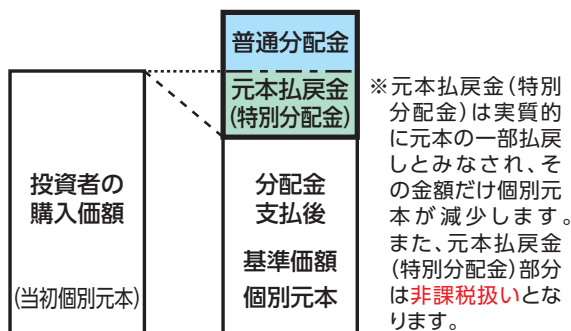 普通分配金
元本払戻金
(特別分配金)
投資者の
購入価額
(当初個別元本)
分配金
支払後
基準価額
個別元本
※元本払戻金(特別
分配金)は実質的
に元本の一部払戻
しとみなされ、そ
の金額だけ個別元
本が減少します。
また、元本払戻金
(特別分配金)部分
は非課税扱いとな
ります。